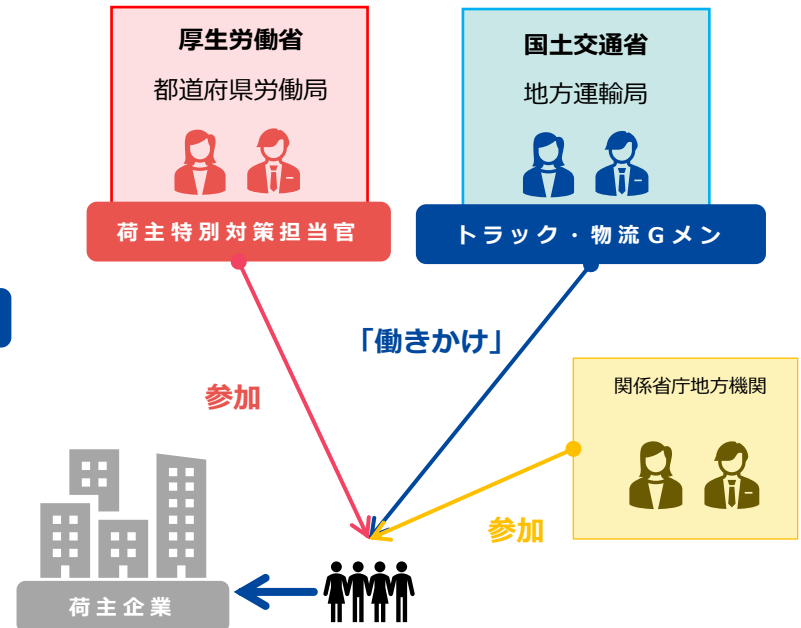 厚生労働省
都道府県労働局
荷主特別対策担当官
国土交通省
地方運輸局
トラック・物流Gメン
「働きかけ」
参加
関係省庁地方機関
参加
荷主企業